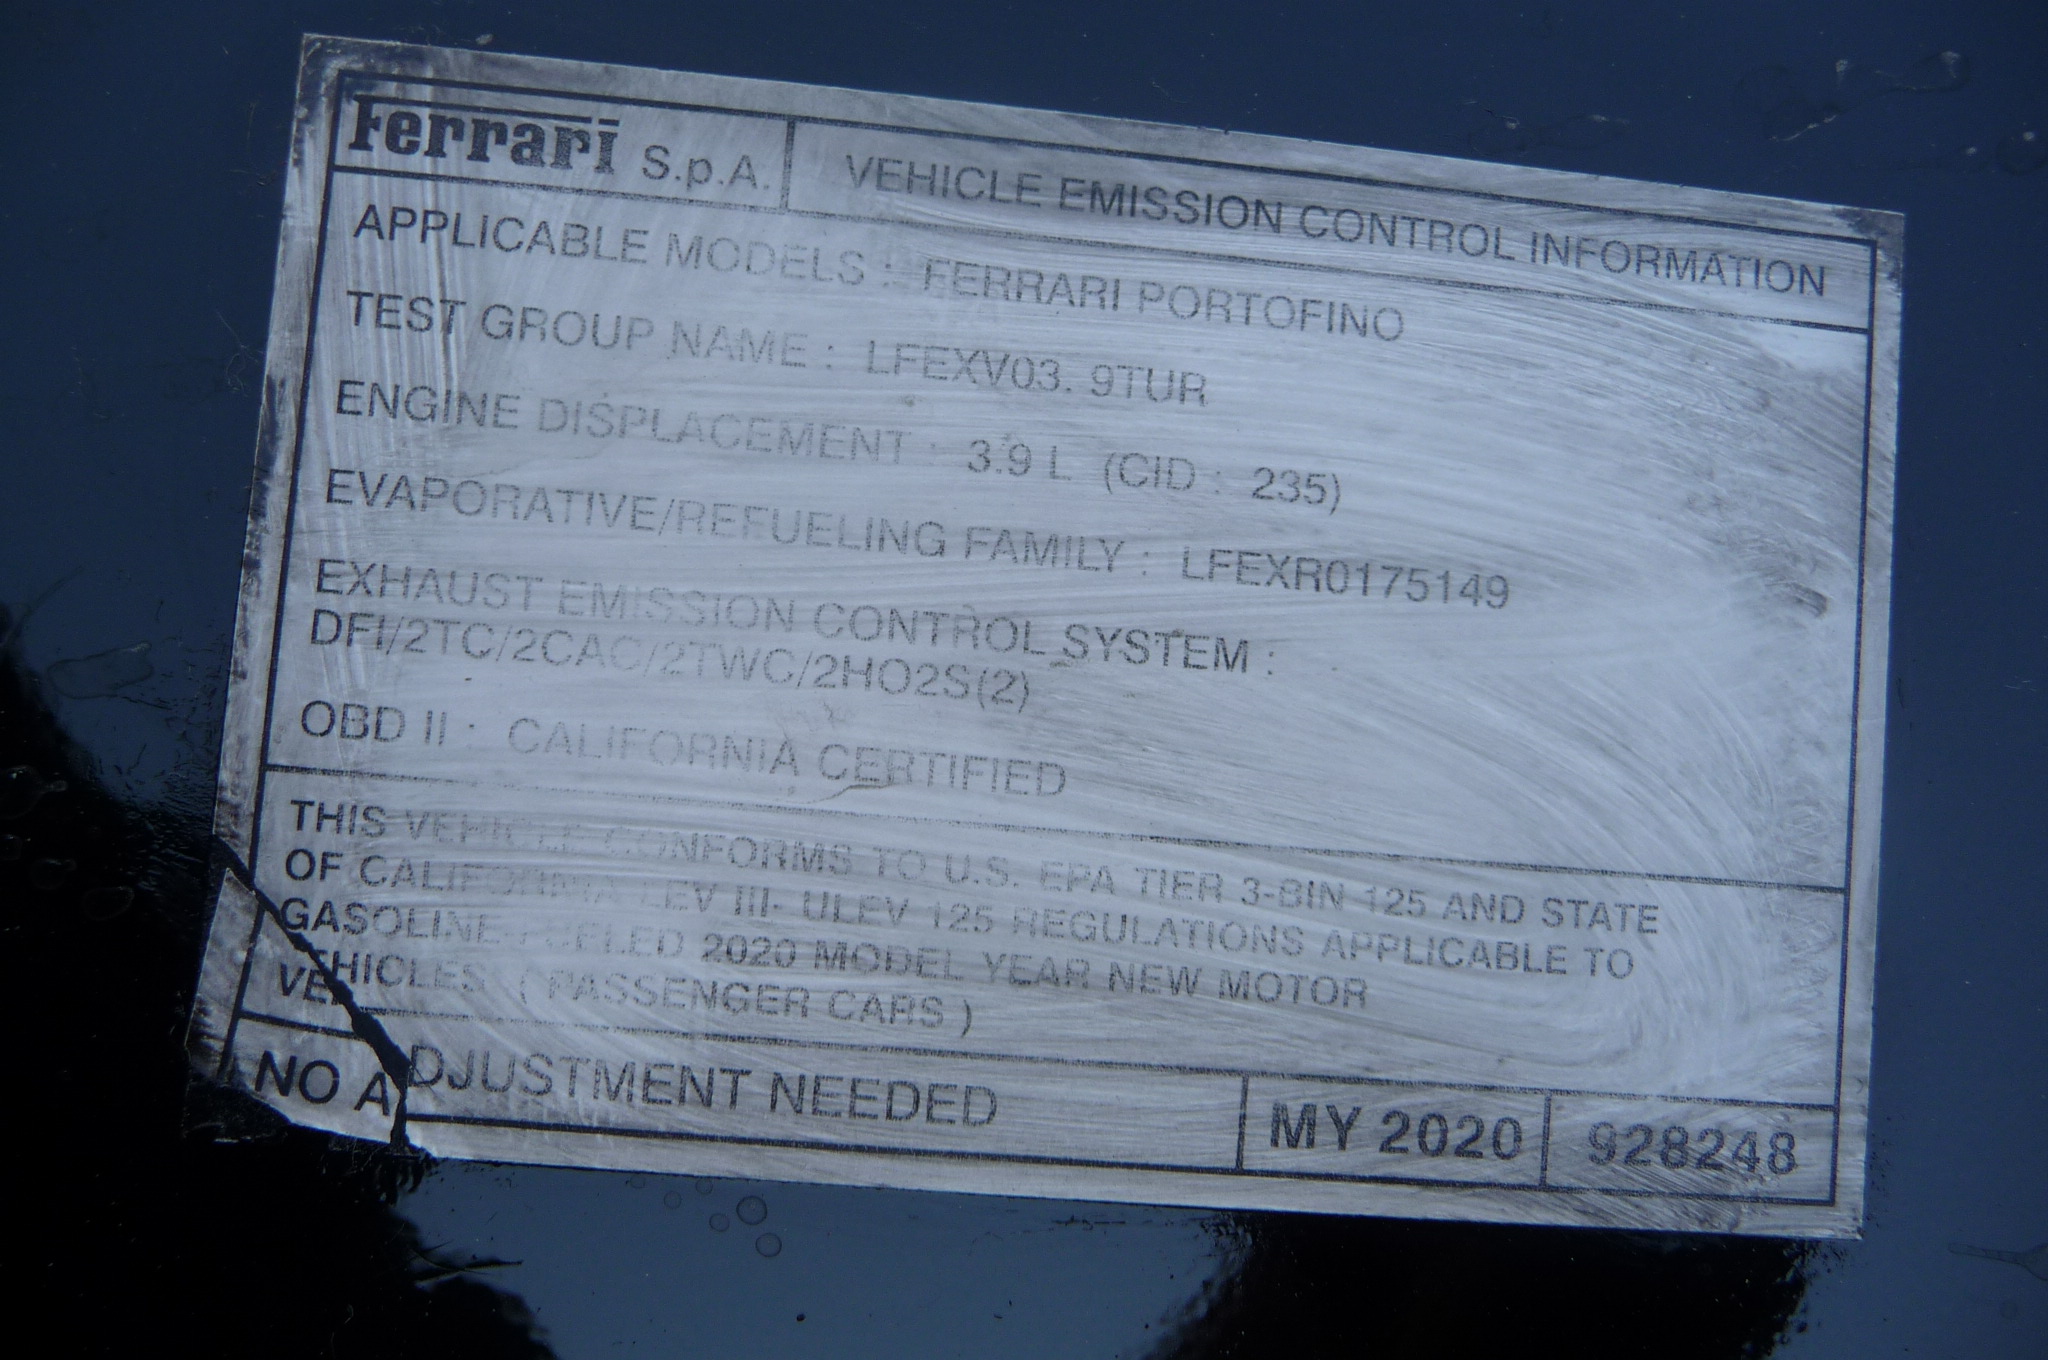 Ferrari S.p.A. VEHICLE EMISSION CONTROL INFORMATION
APPLICABLE MODELS : FERRARI PORTOFINO
TEST GROUP NAME : LFEXV03. 9TUR
ENGINE DISPLACEMENT : 3.9 L (CID : 235)
EVAPORATIVE/REFUELING FAMILY : LFEXR0175149
EXHAUST EMISSION CONTROL SYSTEM :
DFI/2TC/2CAC/2TWC/2HO2S(2)
OBD II : CALIFORNIA CERTIFIED
THIS VEHICLE CONFORMS TO U.S. EPA TIER 3-BIN 125 AND STATE
OF CALIFORNIA LEV III- ULEV 125 REGULATIONS APPLICABLE TO
GASOLINE FUELED 2020 MODEL YEAR NEW MOTOR
VEHICLES ( PASSENGER CARS )
NO ADJUSTMENT NEEDED MY 2020 928248